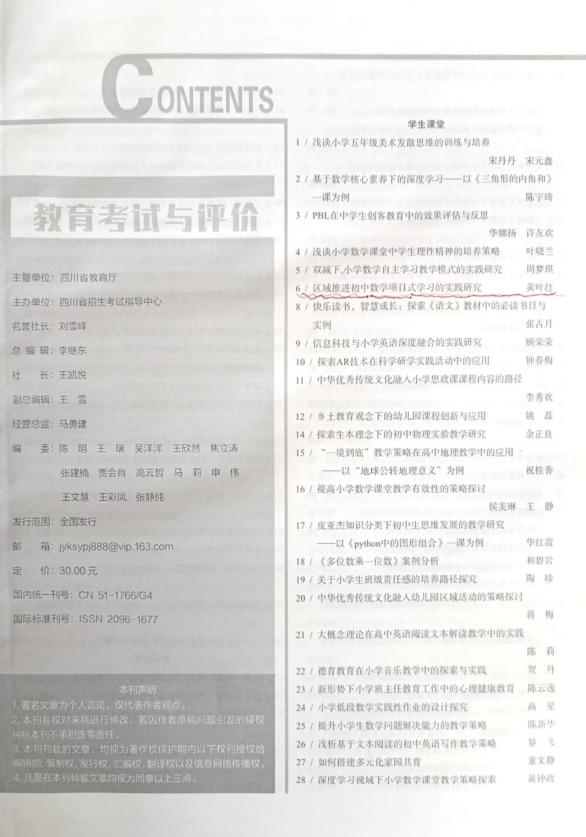 CONTENTS
教育考试与评价
主管单位：四川省教育厅
主办单位：四川省招生考试指导中心
名誉社长：刘雪峰
总 编 辑：李继东
社 长：王凯悦
副总编辑：王 雪
经营总监：马勇建
编 委：陈 明 王 瑞 吴洋洋 王欣然 焦立涛
张建楠 贾会肖 高云哲 马 莉 申 伟
王文慧 王彩凤 张静纯
发行范围：全国发行
邮 箱：jyksypj888@vip.163.com
定 价：30.00 元
国内统一刊号：CN 51-1766/G4
国际标准刊号：ISSN 2096-1677
本刊声明
1. 署名文章为个人言论，仅代表作者观点。
2. 本刊有权对来稿进行修改，若因作者原稿问题引发的侵权
纠纷本刊不承担连带责任。
3. 本刊刊载的文章，均视为著作权保护期内以下权利授权给
编辑部：复制权，发行权，汇编权，翻译权以及信息网络传播权。
4. 凡是在本刊转载文章均视为同意以上三点。
学生课堂
1 / 浅谈小学五年级美术发散思维的训练与培养
宋丹丹 宋元鑫
2 / 基于数学核心素养下的深度学习——以《三角形的内角和》
一课为例 陈宇琦
3 / PBL在中学生创客教育中的效果评估与反思
华娜扬 许友欢
4 / 浅谈小学数学课堂中学生理性精神的培养策略 叶晓兰
5 / 双减下,小学数学自主学习教学模式的实践研究 周梦琪
6 / 区域推进初中数学项目式学习的实践研究 黄叶红
8 / 快乐读书，智慧成长：探索《语文》教材中的必读书目与
实例 张古月
9 / 信息科技与小学英语深度融合的实践研究 顾荣荣
10 / 探索AR技术在科学研学实践活动中的应用 钟春梅
11 / 中华优秀传统文化融入小学思政课课程内容的路径
李秀欢
12 / 乡土教育观念下的幼儿园课程创新与应用 姚 磊
14 / 探索生本理念下的初中物理实验教学研究 余正良
15 / “一境到底”教学策略在高中地理教学中的应用
——以“地球公转地理意义”为例 祝桂香
16 / 提高小学数学课堂教学有效性的策略探讨
侯美琳 王 静
17 / 皮亚杰知识分类下初中生思维发展的教学研究
——以《python中的图形组合》一课为例 华红霞
18 / 《多位数乘一位数》案例分析 和碧岩
19 / 关于小学生班级责任感的培养路径探究 陶 珍
20 / 中华优秀传统文化融入幼儿园区域活动的策略探讨
蒋 梅
21 / 大概念理论在高中英语阅读文本解读教学中的实践
陈 莉
22 / 德育教育在小学音乐教学中的探索与实践 贺 丹
23 / 新形势下小学班主任教育工作中的心理健康教育 陈云逸
24 / 小学低段数学实践性作业的设计探究 高 星
25 / 提升小学生数学问题解决能力的教学策略 陈新华
26 / 浅析基于文本阅读的初中英语写作教学策略 黎 飞
27 / 如何搭建多元化家园共育 童文静
28 / 深度学习视域下小学数学课堂教学策略探索 黄钟政